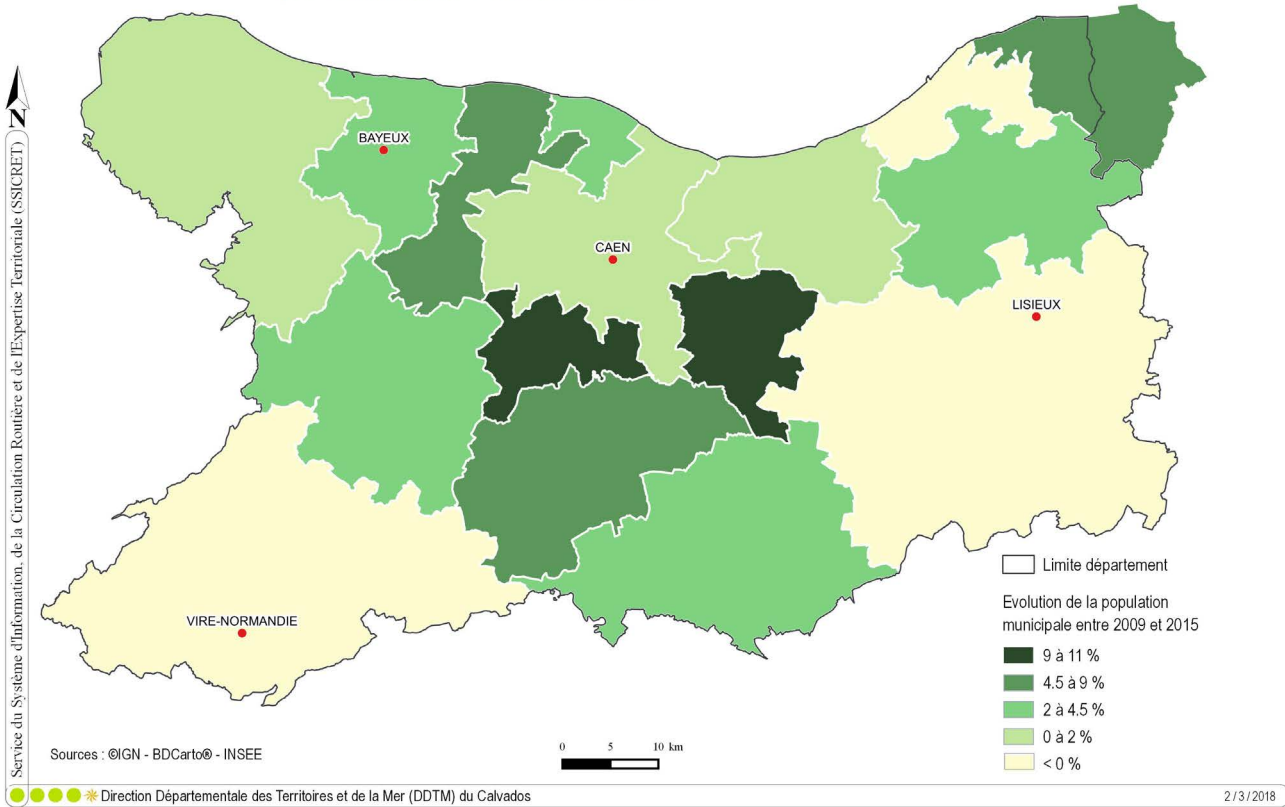 N
Service du Système d'Information, de la Circulation Routière et de l'Expertise Territoriale (SSICRET)
BAYEUX
CAEN
LISIEUX
VIRE-NORMANDIE
Limite département
Evolution de la population
municipale entre 2009 et 2015
9 à 11 %
4.5 à 9 %
2 à 4.5 %
0 à 2 %
< 0 %
Sources : ©IGN - BDCarto® - INSEE
0 5 10 km
Direction Départementale des Territoires et de la Mer (DDTM) du Calvados
2 / 3 / 2018